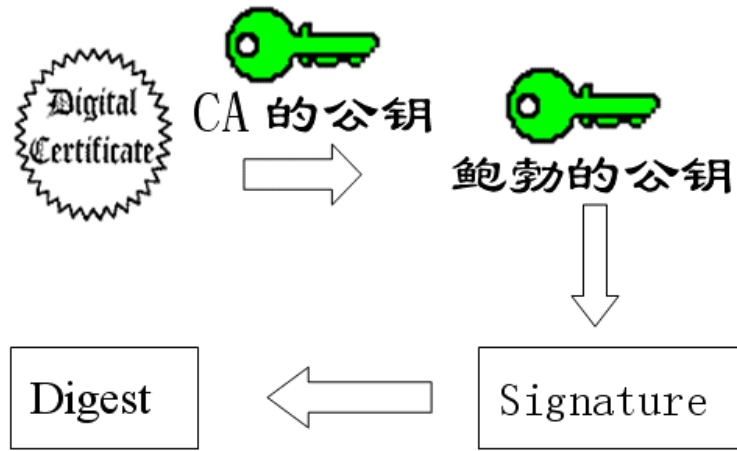 Digital
Certificate
CA 的公钥
鲍勃的公钥
Digest
Signature